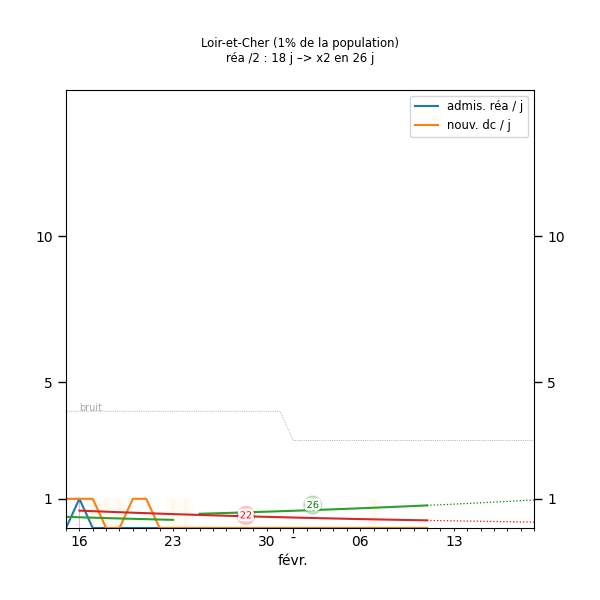 Loir-et-Cher (1% de la population)
réa /2 : 18 j –> x2 en 26 j
admis. réa / j
nouv. dc / j
10
10
5
5
bruit
1
1
26
22
16
23
30
-
06
13
févr.